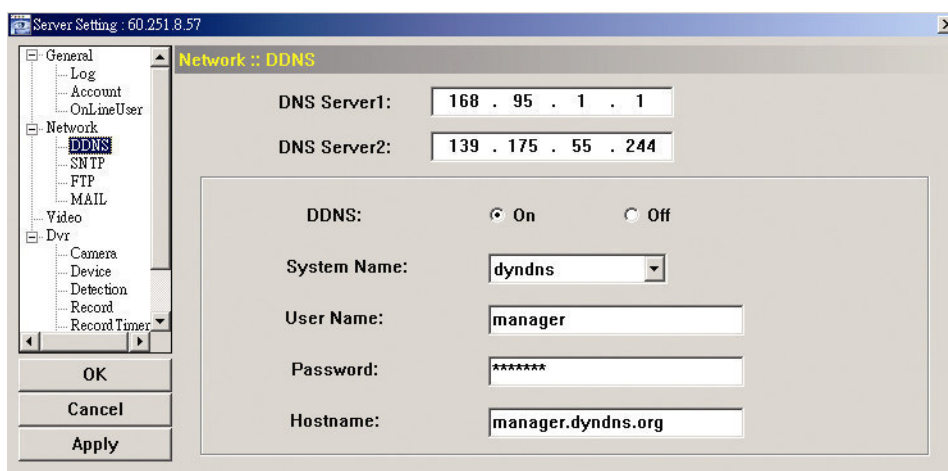 Server Setting : 60.251.8.57
General
Log
Account
OnLineUser
Network
DDNS
SNTP
FTP
MAIL
Video
Dvr
Camera
Device
Detection
Record
RecordTimer
OK
Cancel
Apply
Network :: DDNS
DNS Server1: 168 . 95 . 1 . 1
DNS Server2: 139 . 175 . 55 . 244
DDNS: On Off
System Name: dyndns
User Name: manager
Password: *******
Hostname: manager.dyndns.org